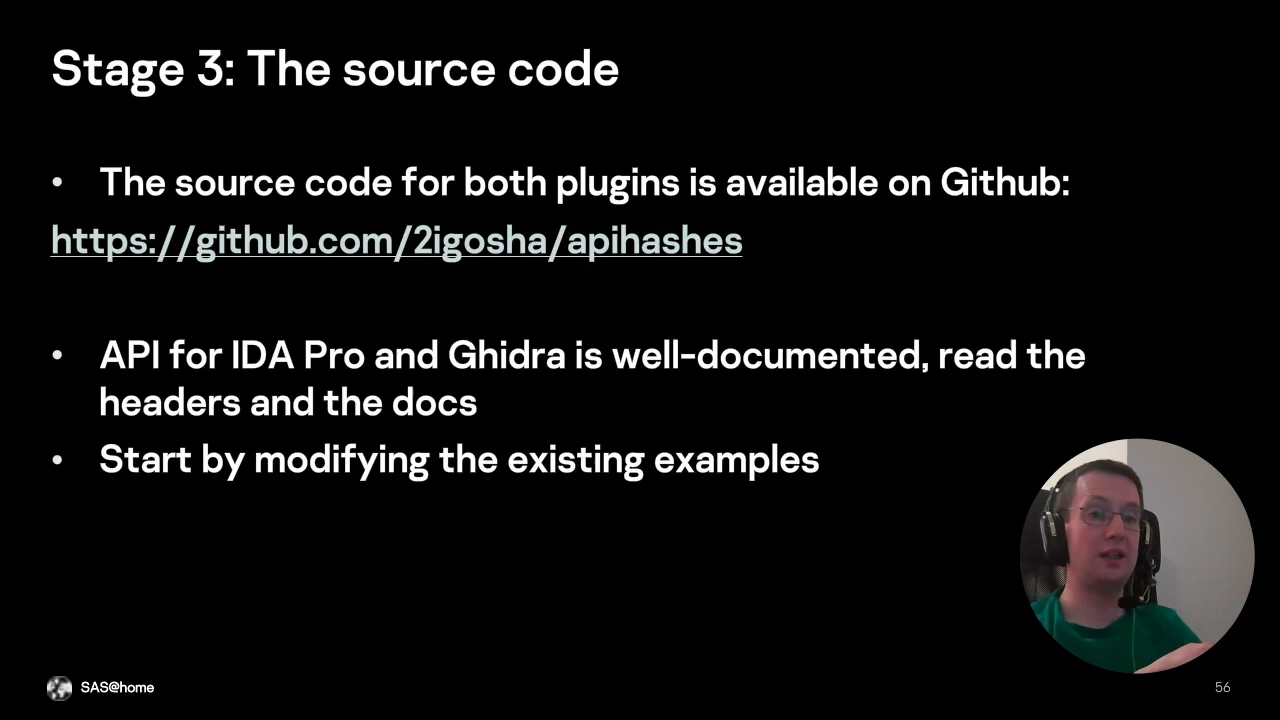 Stage 3: The source code
• The source code for both plugins is available on Github:
https://github.com/2igosha/apihashes
• API for IDA Pro and Ghidra is well-documented, read the
headers and the docs
• Start by modifying the existing examples
SAS@home
56